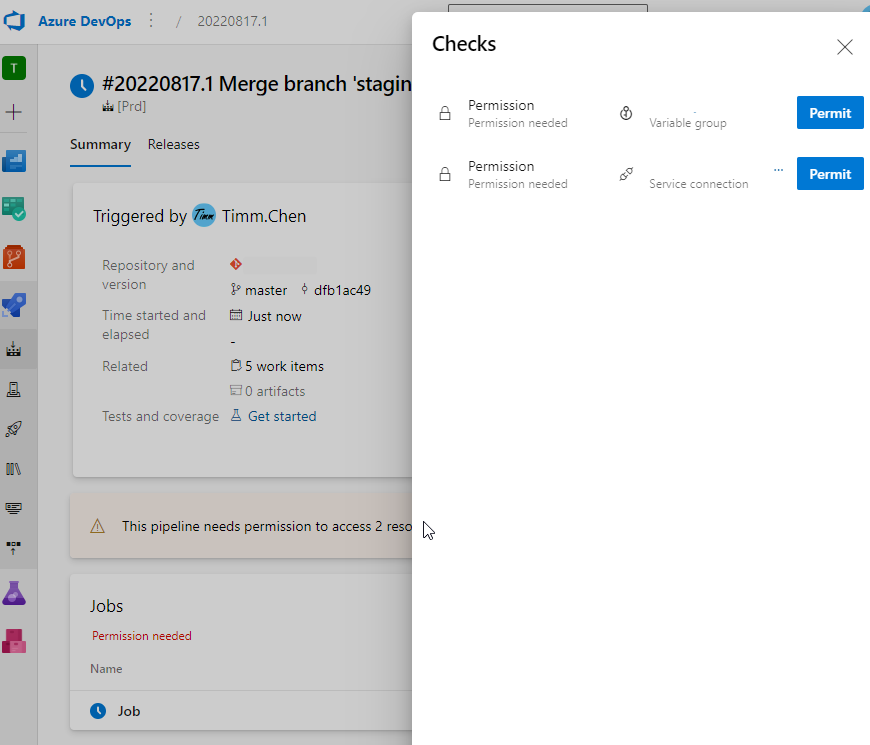 Azure DevOps / 20220817.1
T
#20220817.1 Merge branch 'stagin
[Prd]
Summary Releases
Triggered by Timm Timm.Chen
Repository and
version
master dfb1ac49
Time started and
elapsed
Just now
-
Related
5 work items
0 artifacts
Tests and coverage
Get started
This pipeline needs permission to access 2 reso
Jobs
Permission needed
Name
Job
Checks
Permission
Permission needed
Variable group
Permit
Permission
Permission needed
Service connection
...
Permit